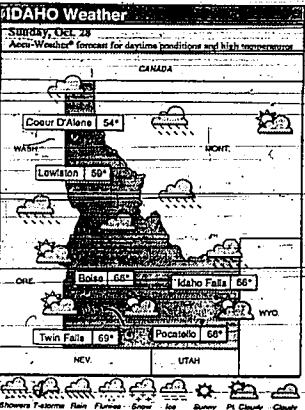 IDAHO Weather
Sunday, Oct. 28
Accu-Weather® forecast for daytime conditions and high temperatures
CANADA
Coeur D'Alene 54°
WASH.
MONT.
Lewiston 59°
ORE.
Boise 66°
Idaho Falls 66°
WYO.
Twin Falls 69°
Pocatello 66°
NEV.
UTAH
Showers T-storms Rain Flurries Snow Ice Sunny Pt. Cloudy Cloudy